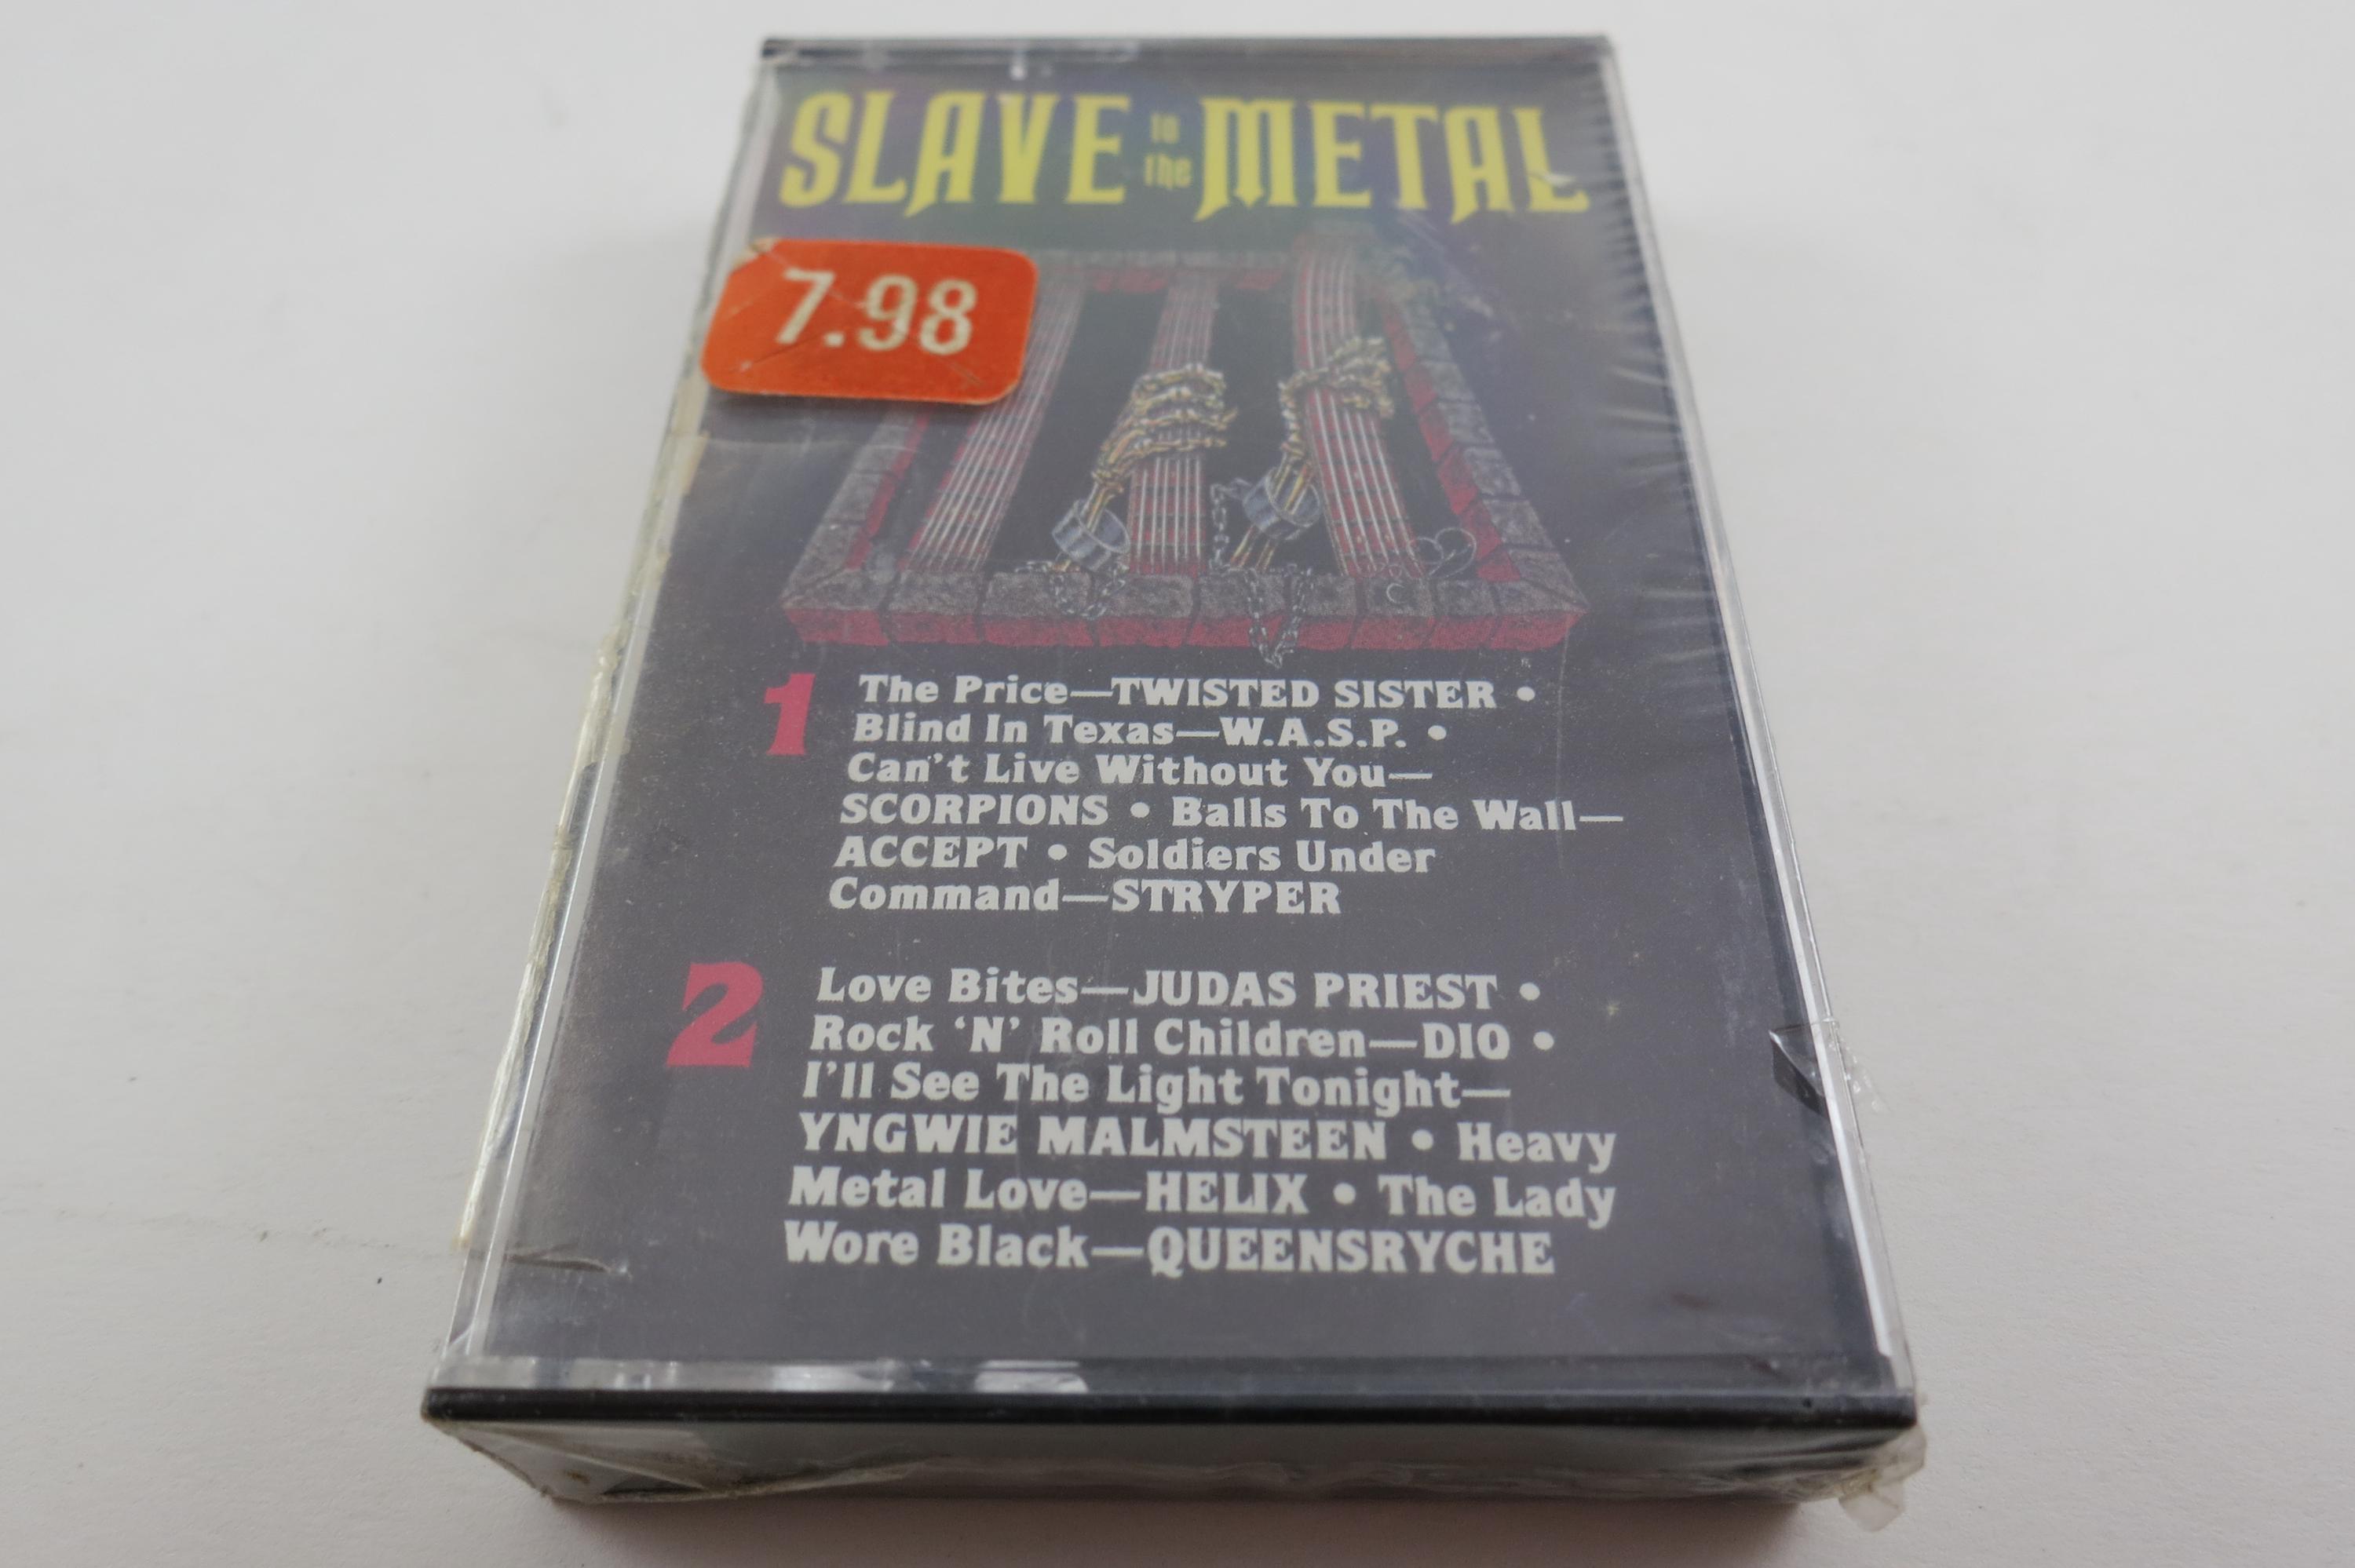 SLAVE to the METAL
7.98
1
The Price—TWISTED SISTER •
Blind In Texas—W.A.S.P. •
Can't Live Without You—
SCORPIONS • Balls To The Wall—
ACCEPT • Soldiers Under
Command—STRYPER
2
Love Bites—JUDAS PRIEST •
Rock ‘N’ Roll Children—DIO •
I'll See The Light Tonight—
YNGWIE MALMSTEEN • Heavy
Metal Love—HELIX • The Lady
Wore Black—QUEENSRYCHE